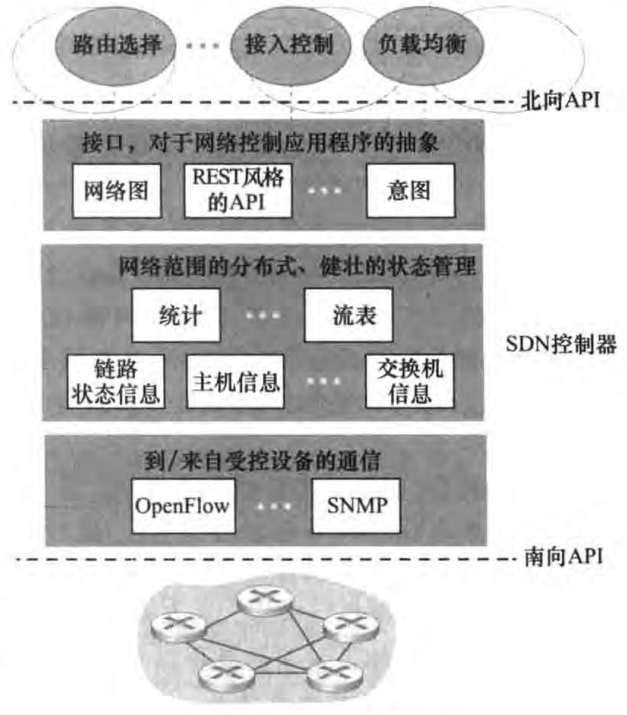 路由选择 ··· 接入控制 负载均衡
北向API
接口，对于网络控制应用程序的抽象
网络图
REST风格
的API
···
意图
网络范围的分布式、健壮的状态管理
统计 ··· 流表
SDN控制器
链路
状态信息
主机信息
···
交换机
信息
到/来自受控设备的通信
OpenFlow ··· SNMP
南向API